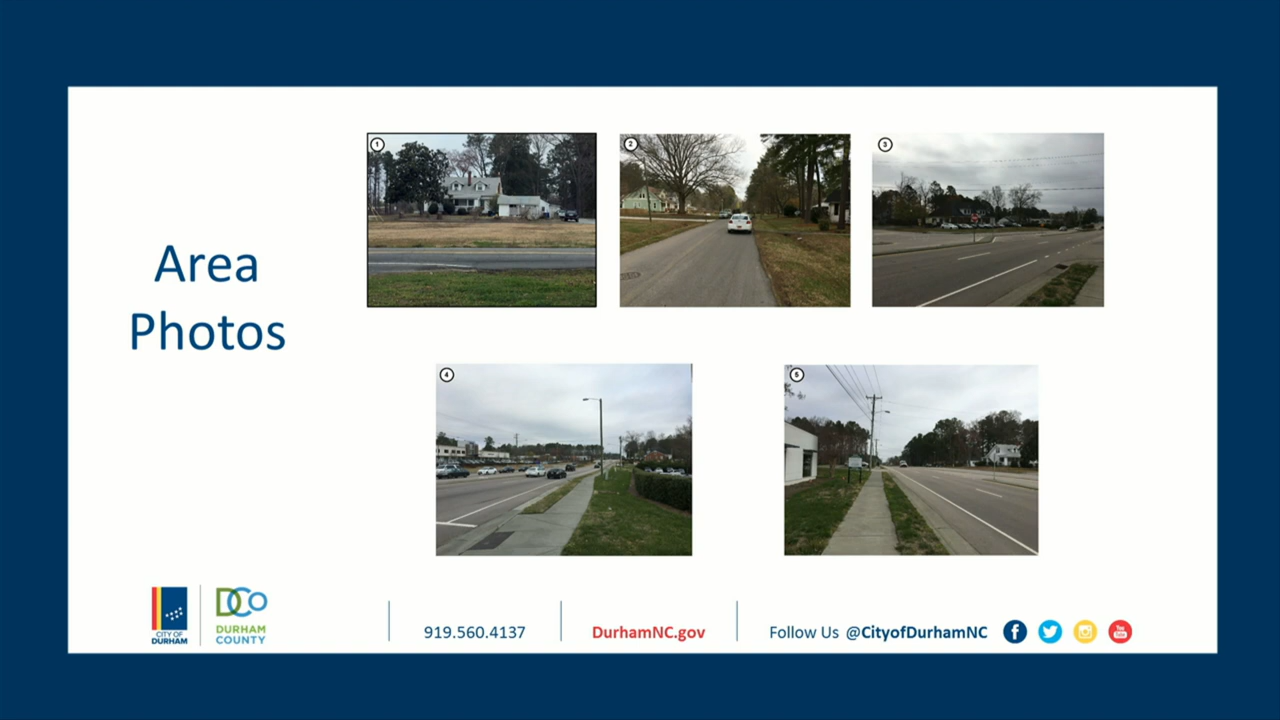 Area
Photos
1
2
3
4
5
CITY OF
DURHAM
DCo
DURHAM
COUNTY
919.560.4137
DurhamNC.gov
Follow Us @CityofDurhamNC